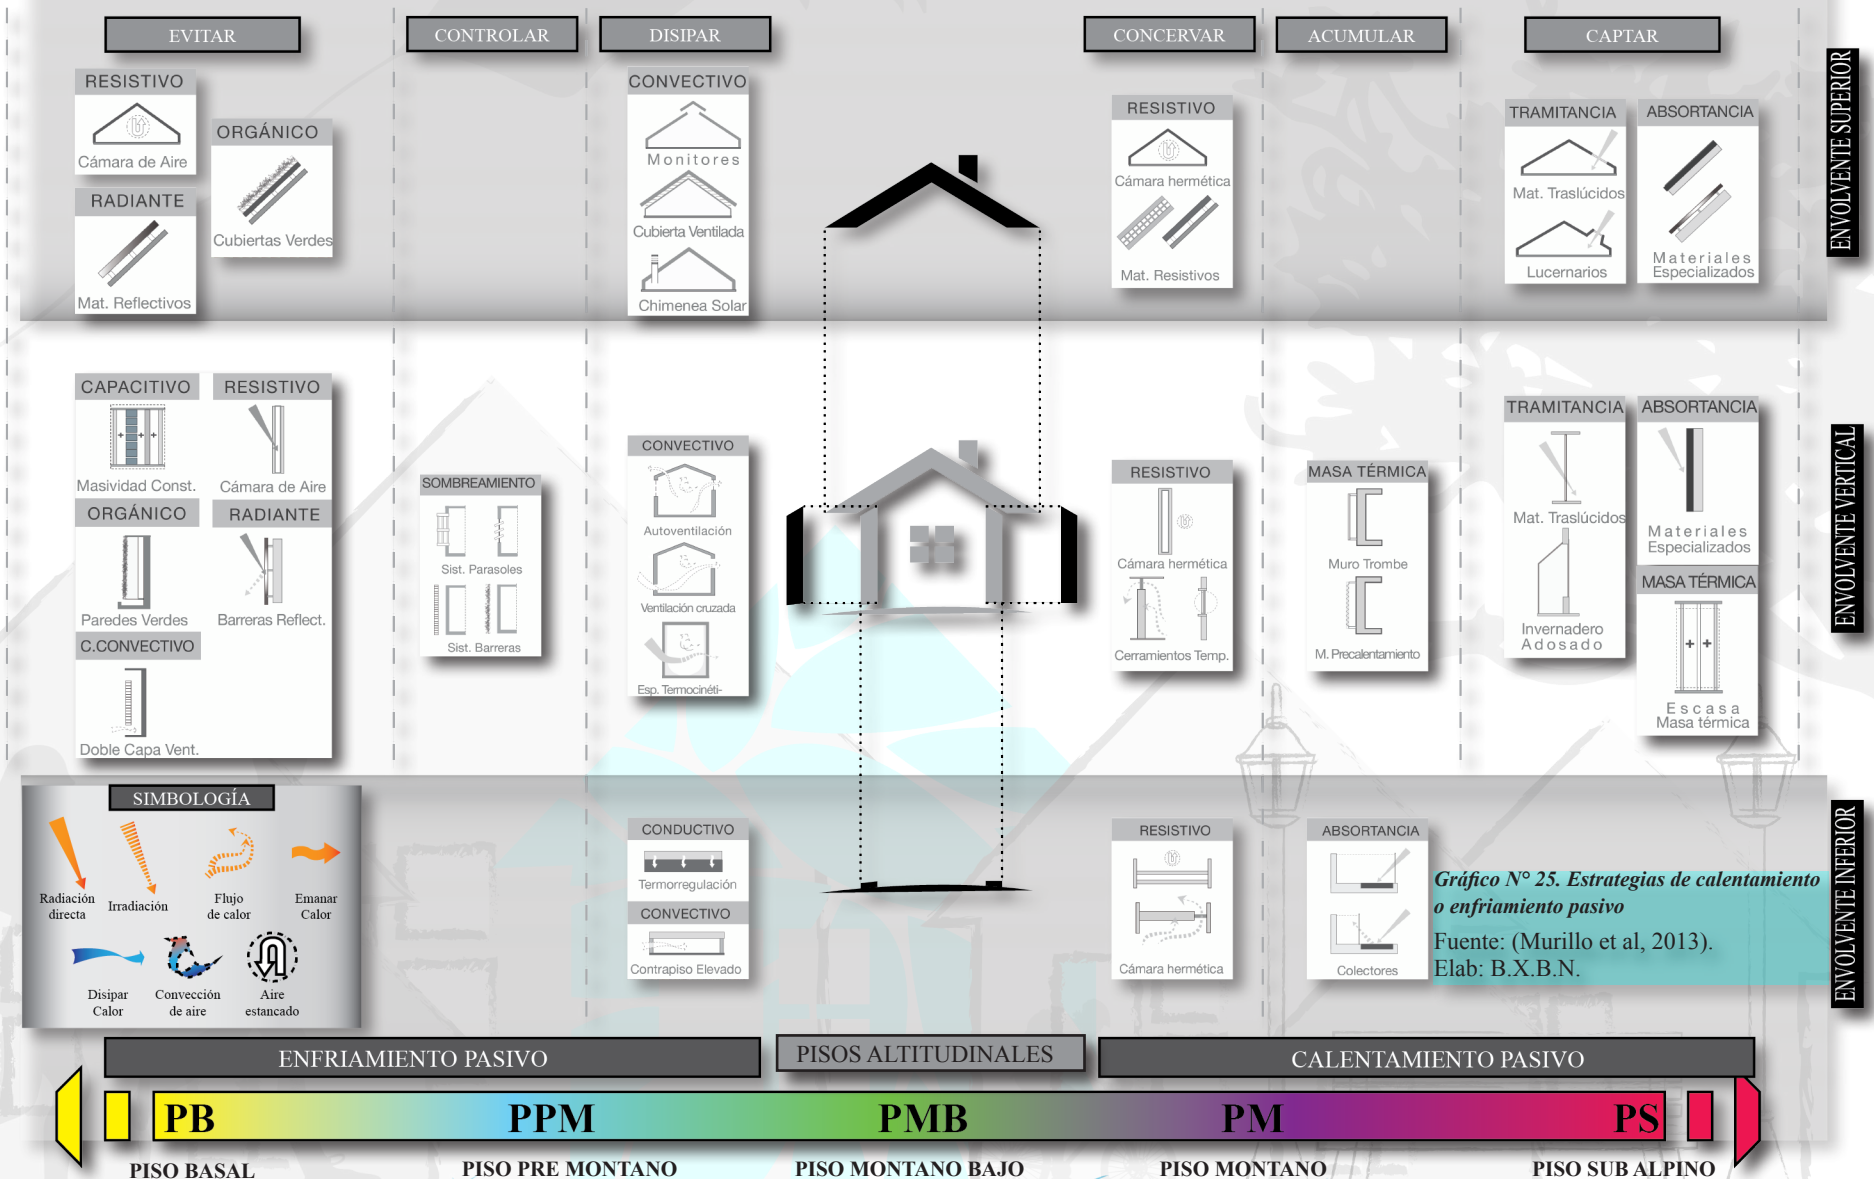 EVITAR
CONTROLAR
DISIPAR
CONCERVAR
ACUMULAR
CAPTAR
ENVOLVENTE SUPERIOR
RESISTIVO
Cámara de Aire
ORGÁNICO
Cubiertas Verdes
RADIANTE
Mat. Reflectivos
CONVECTIVO
Monitores
Cubierta Ventilada
Chimenea Solar
RESISTIVO
Cámara hermética
Mat. Resistivos
TRAMITANCIA
Mat. Traslúcidos
Lucernarios
ABSORTANCIA
Materiales
Especializados
ENVOLVENTE VERTICAL
CAPACITIVO
Masividad Const.
RESISTIVO
Cámara de Aire
ORGÁNICO
Paredes Verdes
RADIANTE
Barreras Reflect.
C.CONVECTIVO
Doble Capa Vent.
SOMBREAMIENTO
Sist. Parasoles
Sist. Barreras
CONVECTIVO
Autoventilación
Ventilación cruzada
Esp. Termocinéti-
RESISTIVO
Cámara hermética
Cerramientos Temp.
MASA TÉRMICA
Muro Trombe
M. Precalentamiento
TRAMITANCIA
Mat. Traslúcidos
Invernadero
Adosado
ABSORTANCIA
Materiales
Especializados
MASA TÉRMICA
Escasa
Masa térmica
ENVOLVENTE INFERIOR
SIMBOLOGÍA
Radiación
directa
Irradiación
Flujo
de calor
Emanar
Calor
Disipar
Calor
Convección
de aire
Aire
estancado
CONDUCTIVO
Termorregulación
CONVECTIVO
Contrapiso Elevado
RESISTIVO
Cámara hermética
ABSORTANCIA
Colectores
Gráfico N° 25. Estrategias de calentamiento
o enfriamiento pasivo
Fuente: (Murillo et al, 2013).
Elab: B.X.B.N.
ENFRIAMIENTO PASIVO
PISOS ALTITUDINALES
CALENTAMIENTO PASIVO
PB
PPM
PMB
PM
PS
PISO BASAL
PISO PRE MONTANO
PISO MONTANO BAJO
PISO MONTANO
PISO SUB ALPINO